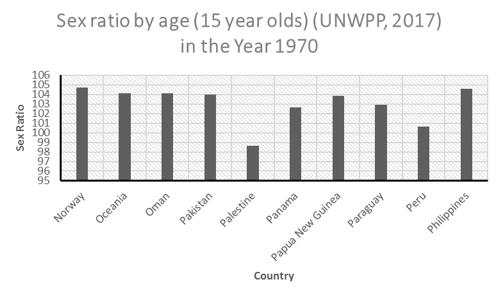 Sex ratio by age (15 year olds) (UNWPP, 2017)
in the Year 1970
106
105
104
103
102
101
100
99
98
97
96
95
Sex Ratio
Norway
Oceania
Oman
Pakistan
Palestine
Panama
Papua New Guinea
Paraguay
Peru
Philippines
Country